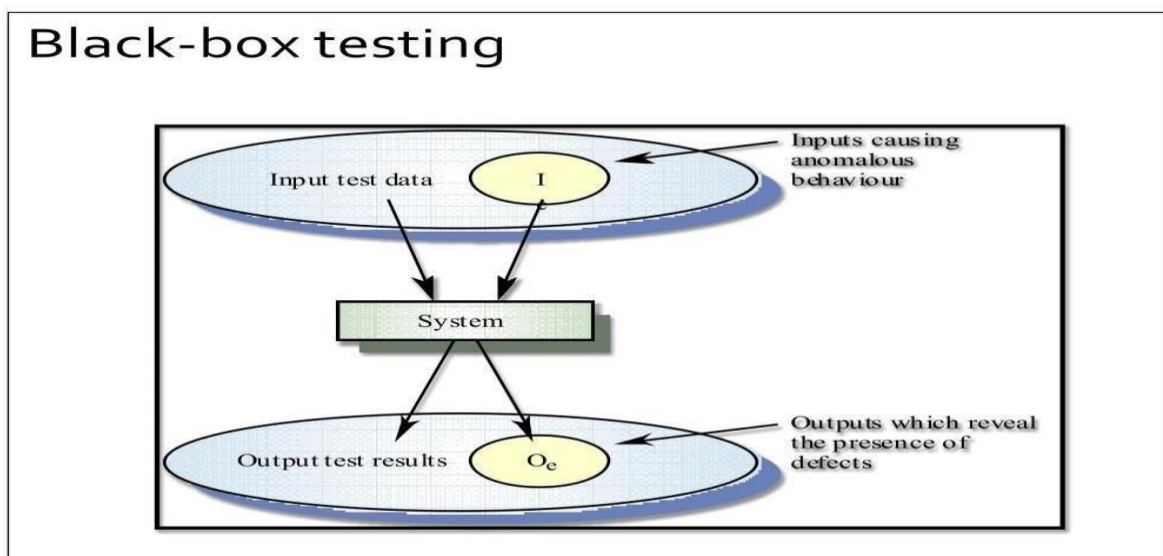 Black-box testing
Inputs causing
anomalous
behaviour
Input test data
I
e
System
Outputs which reveal
the presence of
defects
Output test results
Oe